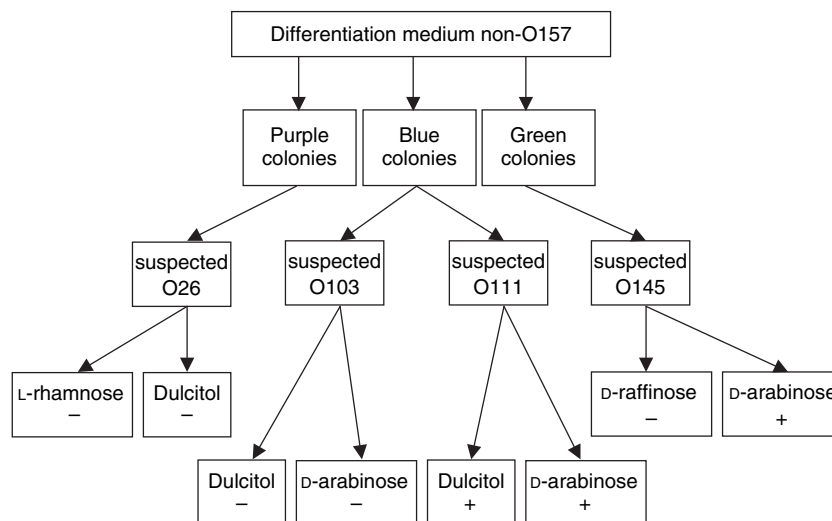 Differentiation medium non-O157
Purple
colonies
Blue
colonies
Green
colonies
suspected
O26
suspected
O103
suspected
O111
suspected
O145
L-rhamnose
–
Dulcitol
–
D-raffinose
–
D-arabinose
+
Dulcitol
–
D-arabinose
–
Dulcitol
+
D-arabinose
+